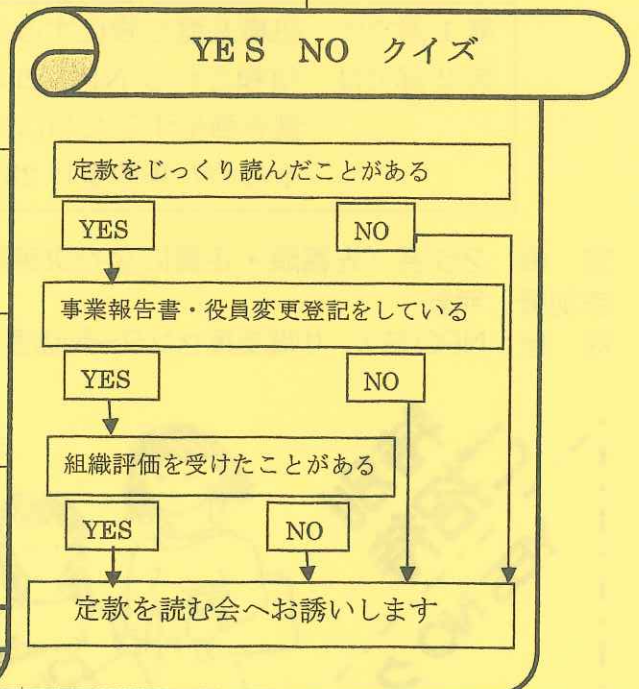 YES NO クイズ
定款をじっくり読んだことがある
YES NO
事業報告書・役員変更登記をしている
YES NO
組織評価を受けたことがある
YES NO
定款を読む会へお誘いします